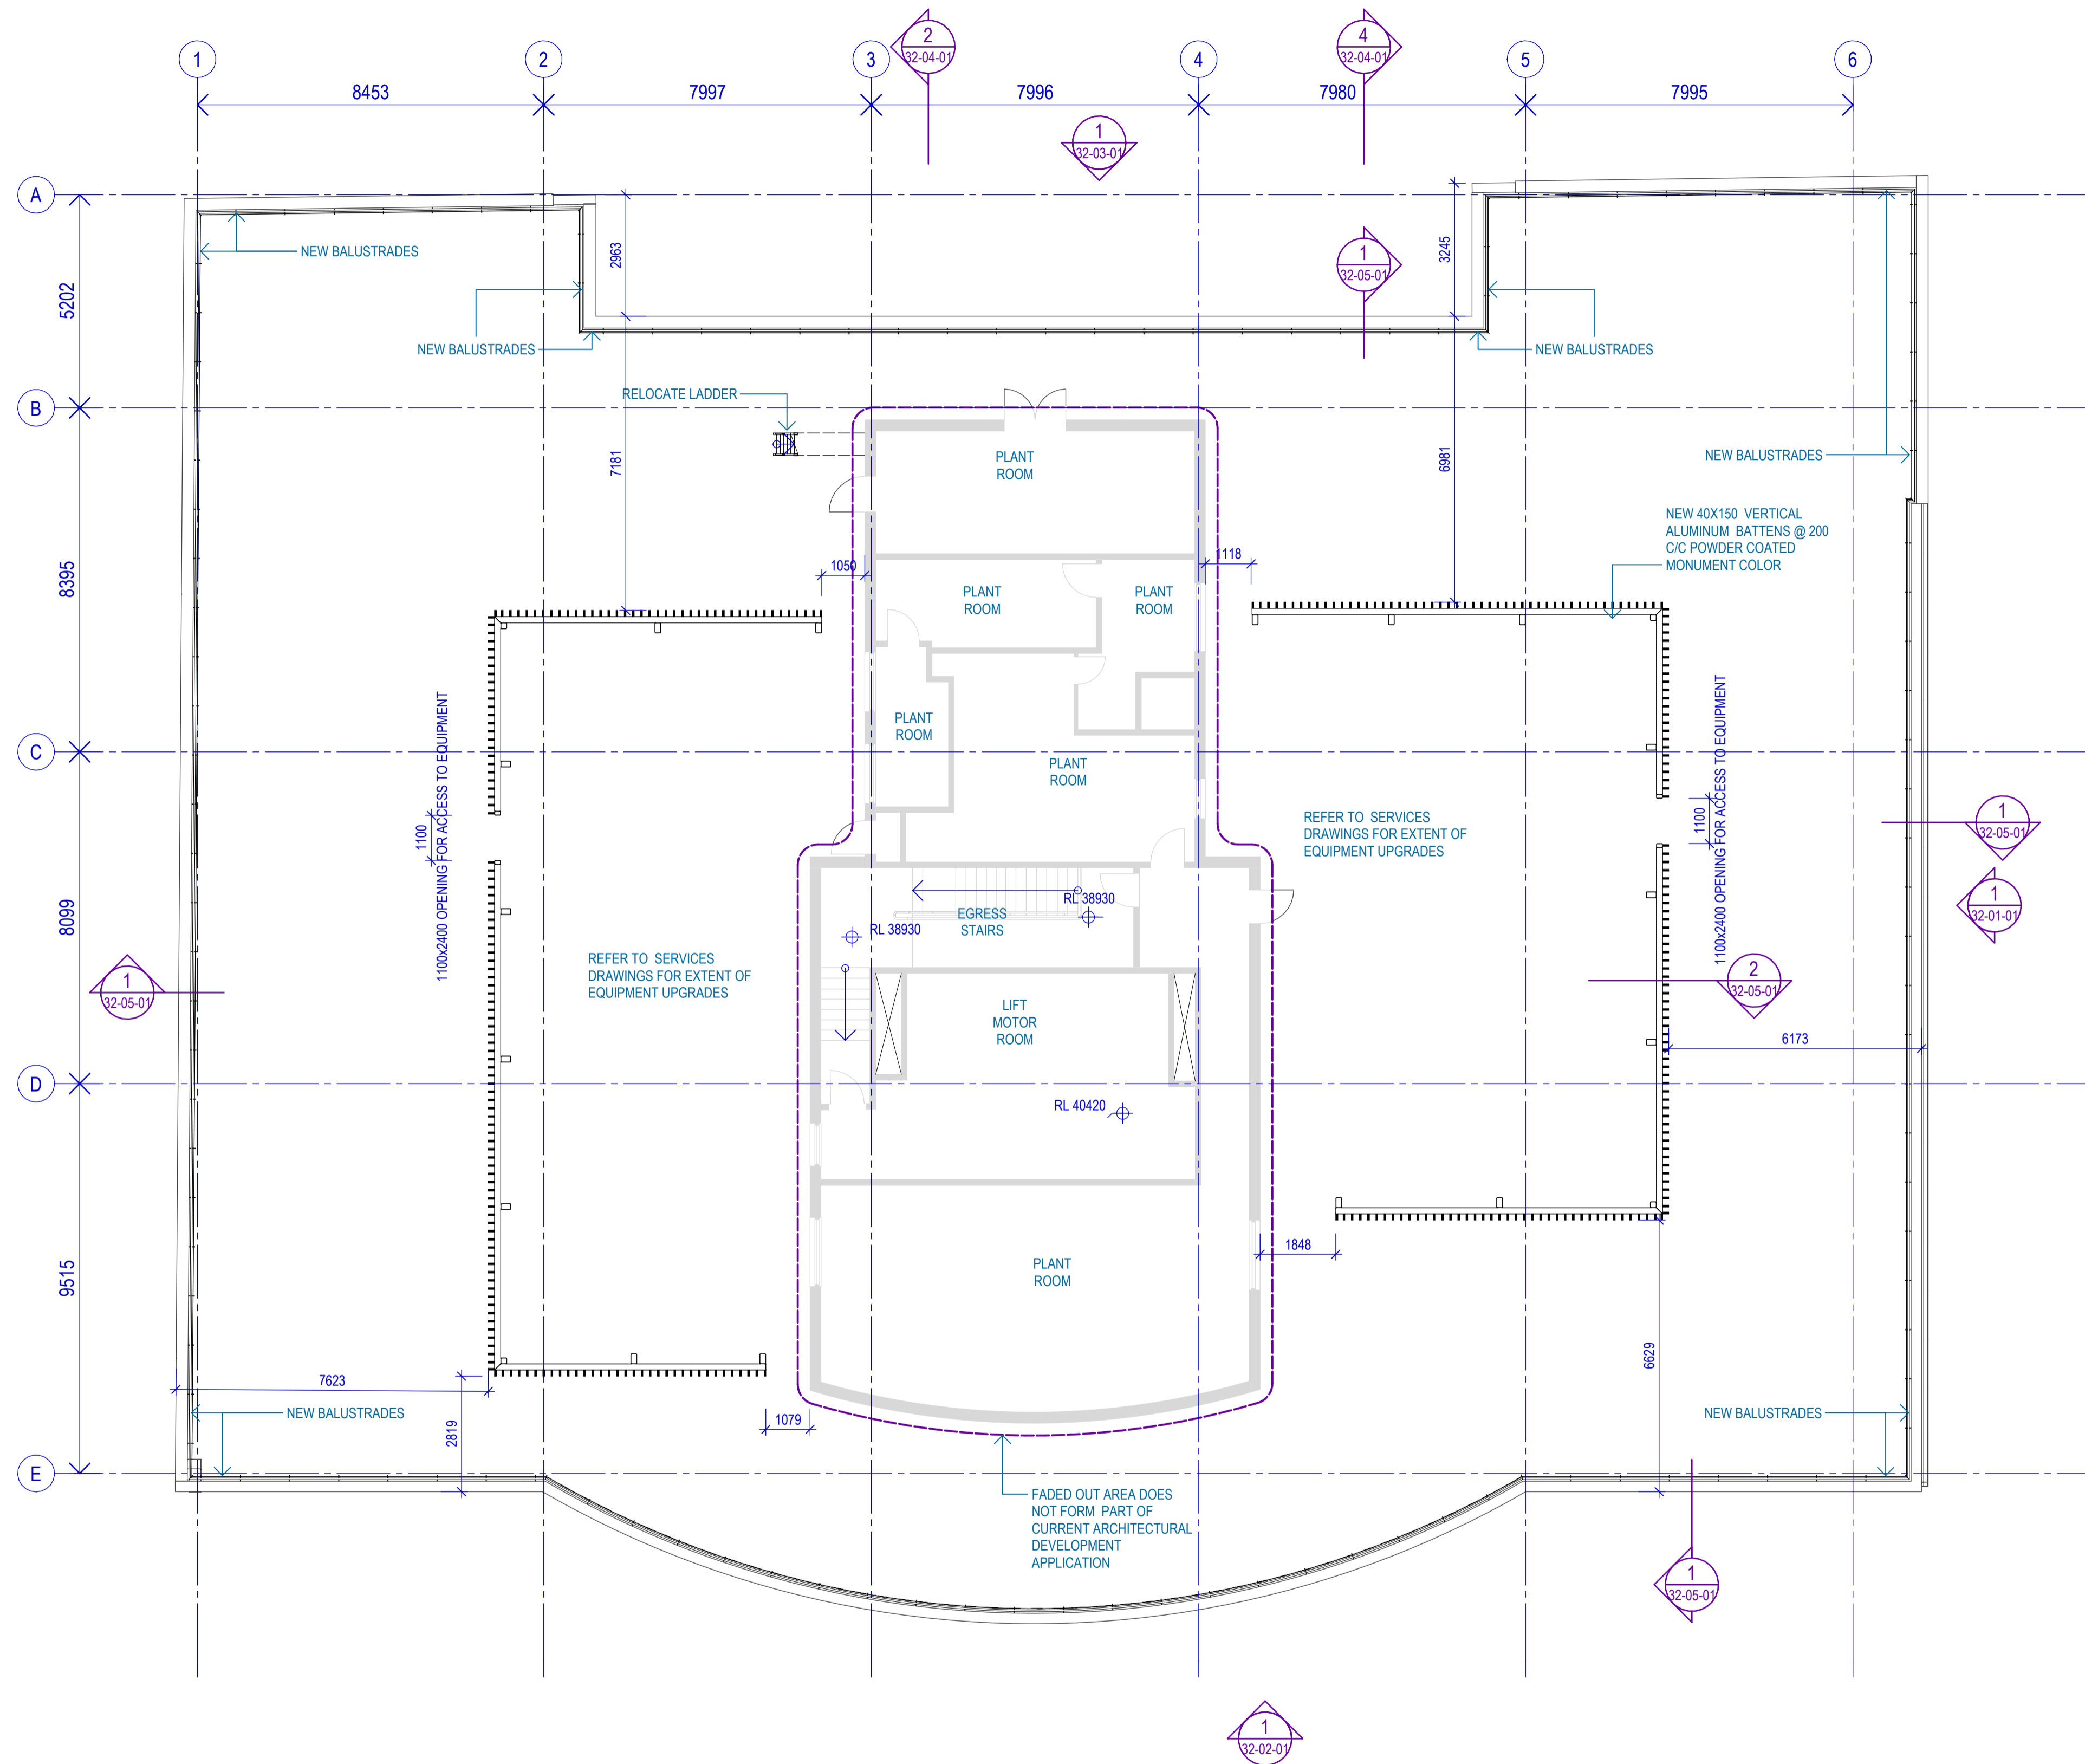 2
32-04-01
4
32-04-01
1
2
3
4
5
6
8453
7997
7996
7980
7995
1
32-03-01
A
B
C
D
E
5202
8395
8099
9515
NEW BALUSTRADES
2963
1
32-05-01
3245
NEW BALUSTRADES
NEW BALUSTRADES
RELOCATE LADDER
7181
6981
PLANT
ROOM
NEW BALUSTRADES
NEW 40X150 VERTICAL
ALUMINUM BATTENS @ 200
C/C POWDER COATED
MONUMENT COLOR
1050
1118
PLANT
ROOM
PLANT
ROOM
1100x2400 OPENING FOR ACCESS TO EQUIPMENT
1100
PLANT
ROOM
PLANT
ROOM
1100x2400 OPENING FOR ACCESS TO EQUIPMENT
1100
REFER TO SERVICES
DRAWINGS FOR EXTENT OF
EQUIPMENT UPGRADES
1
32-05-01
1
32-01-01
RL 38930
EGRESS
STAIRS
RL 38930
REFER TO SERVICES
DRAWINGS FOR EXTENT OF
EQUIPMENT UPGRADES
1
32-05-01
2
32-05-01
LIFT
MOTOR
ROOM
6173
RL 40420
1848
PLANT
ROOM
6629
7623
2819
NEW BALUSTRADES
1079
NEW BALUSTRADES
FADED OUT AREA DOES
NOT FORM PART OF
CURRENT ARCHITECTURAL
DEVELOPMENT
APPLICATION
1
32-05-01
1
32-02-01